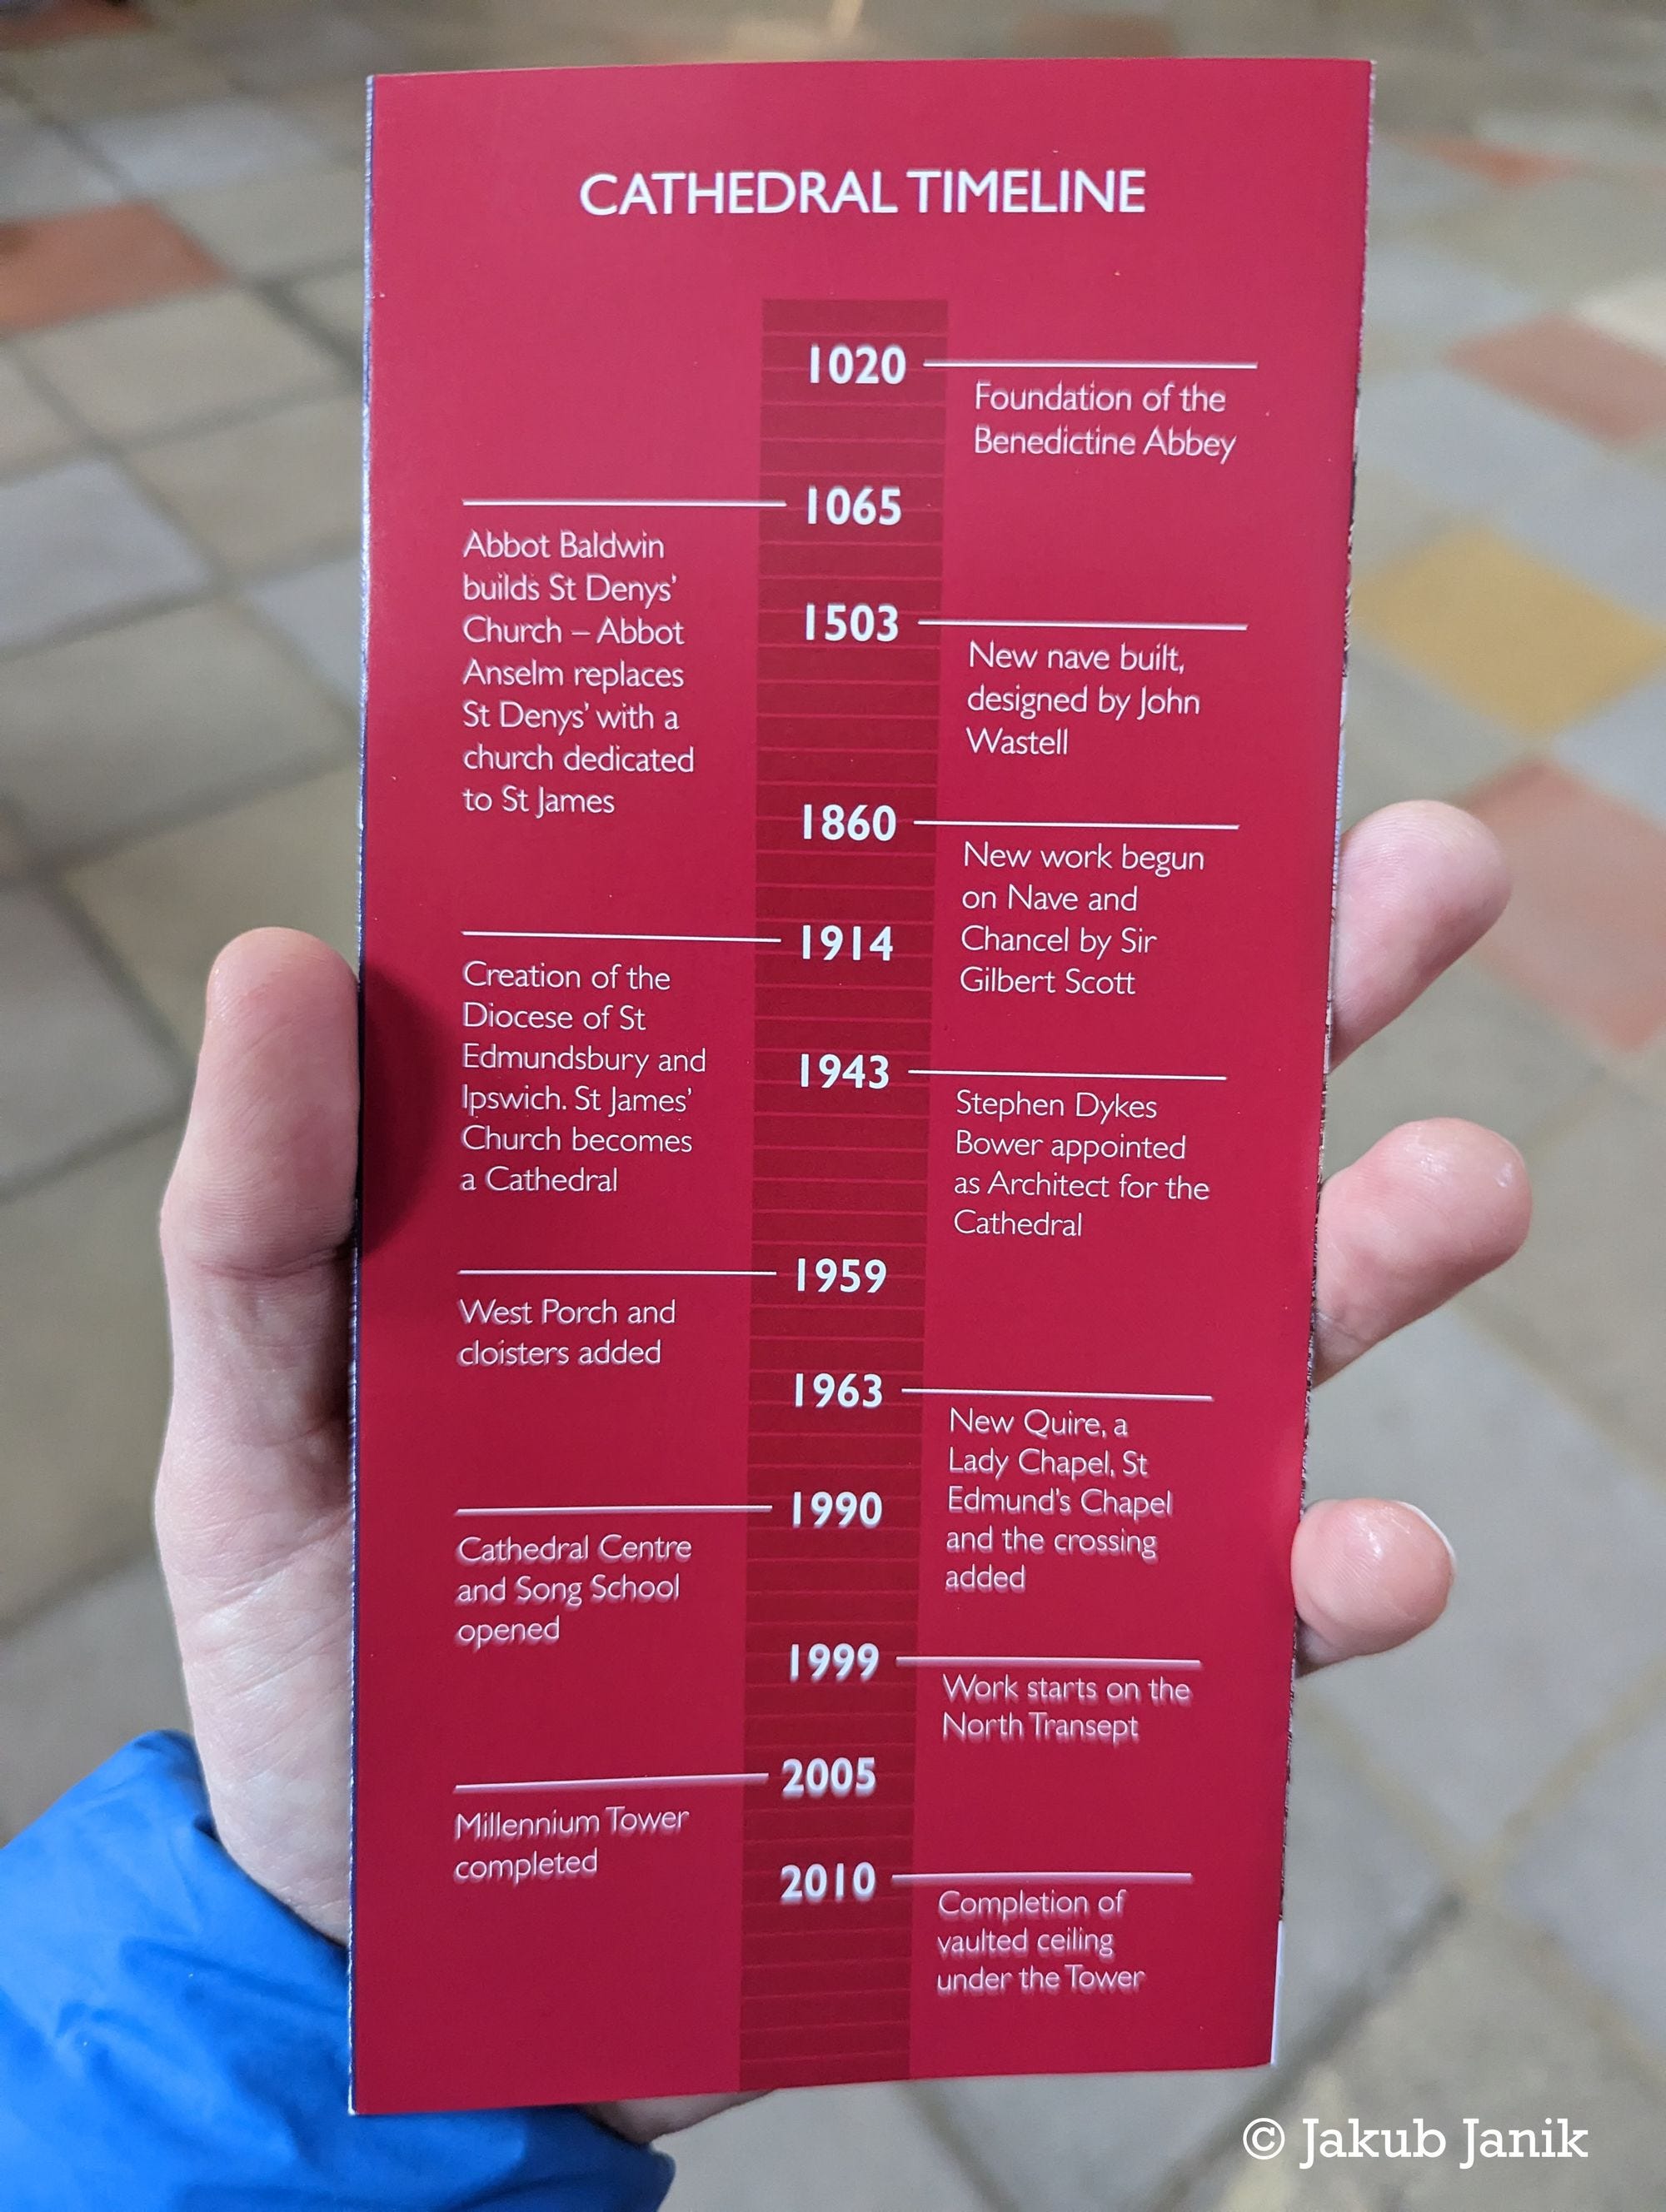 CATHEDRAL TIMELINE
1020
Foundation of the
Benedictine Abbey
1065
Abbot Baldwin
builds St Denys’
Church – Abbot
Anselm replaces
St Denys’ with a
church dedicated
to St James
1503
New nave built,
designed by John
Wastell
1860
New work begun
on Nave and
Chancel by Sir
Gilbert Scott
1914
Creation of the
Diocese of St
Edmundsbury and
Ipswich. St James’
Church becomes
a Cathedral
1943
Stephen Dykes
Bower appointed
as Architect for the
Cathedral
1959
West Porch and
cloisters added
1963
New Quire, a
Lady Chapel, St
Edmund’s Chapel
and the crossing
added
1990
Cathedral Centre
and Song School
opened
1999
Work starts on the
North Transept
2005
Millennium Tower
completed
2010
Completion of
vaulted ceiling
under the Tower
© Jakub Janik